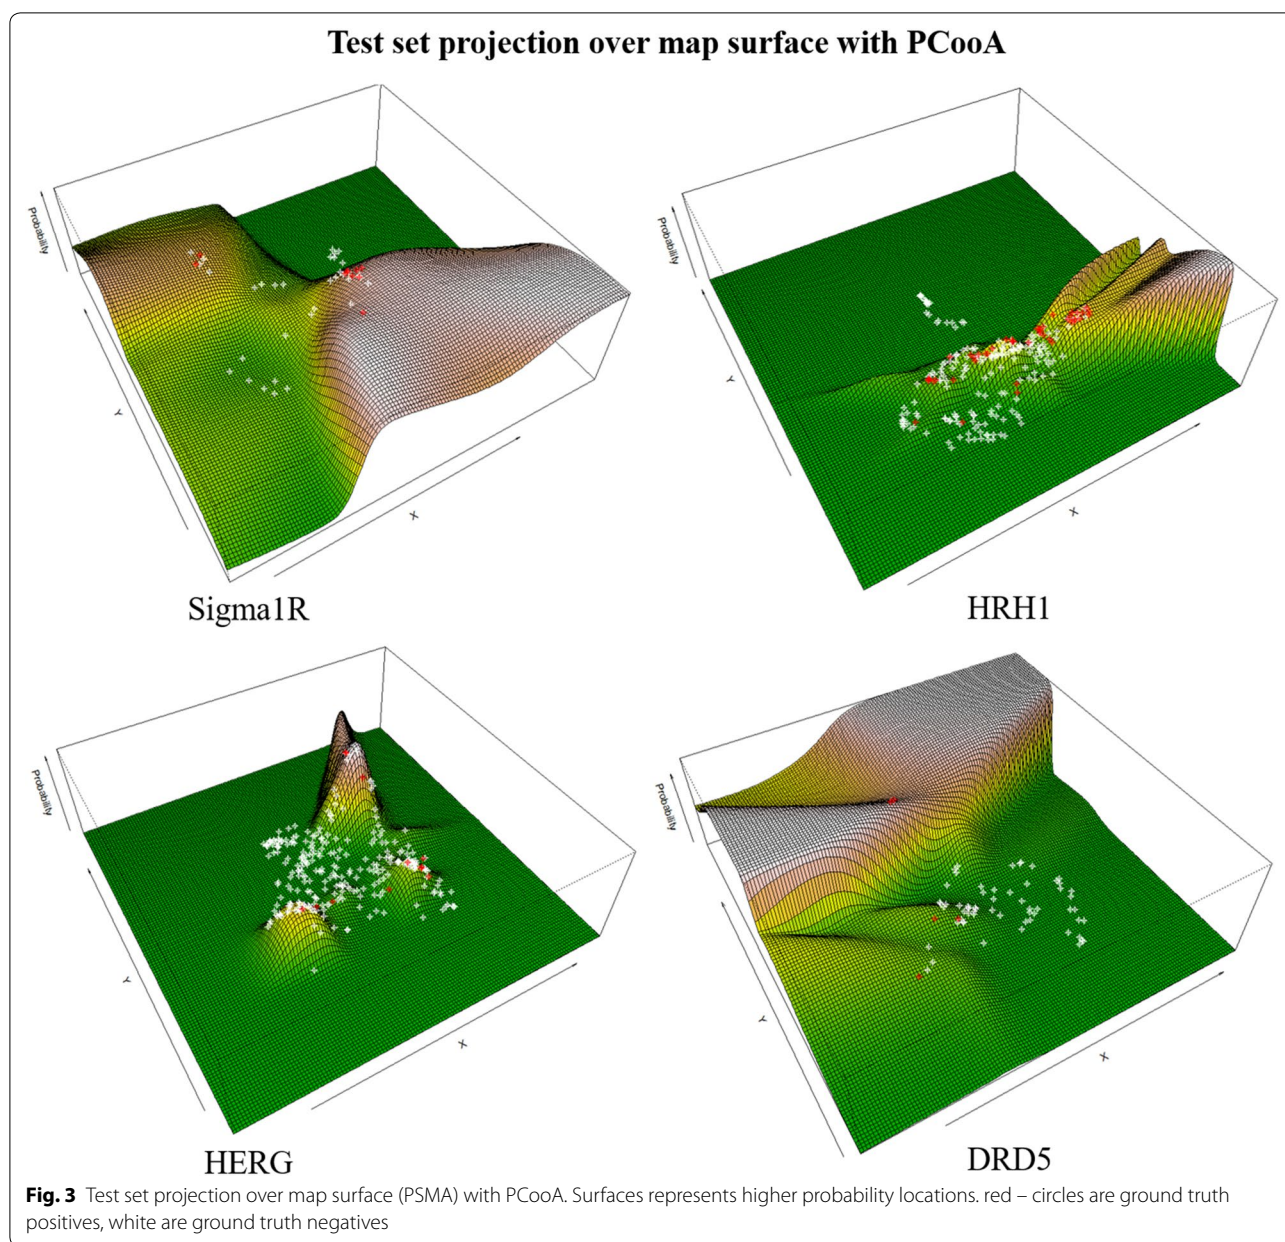 Test set projection over map surface with PCooA
Probability
Y
X
Sigma1R
Probability
Y
X
HRH1
Probability
Y
X
HERG
Probability
Y
X
DRD5
Fig. 3 Test set projection over map surface (PSMA) with PCooA. Surfaces represents higher probability locations. red – circles are ground truth
positives, white are ground truth negatives